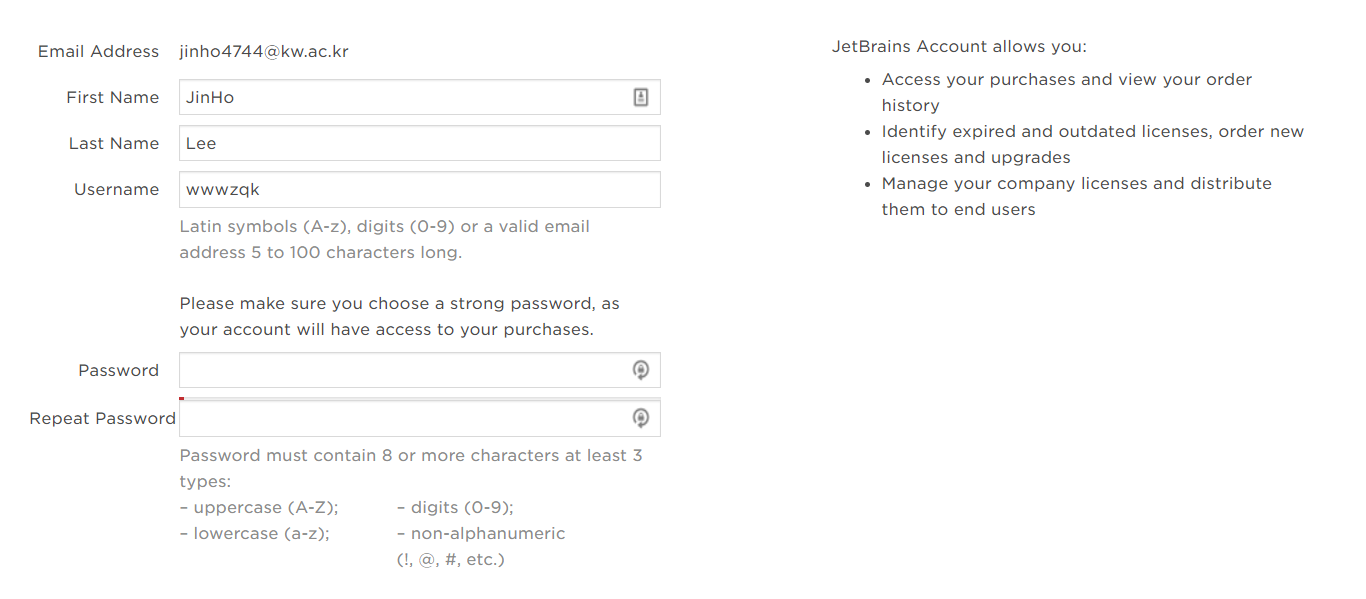 Email Address jinho4744@kw.ac.kr
First Name JinHo
Last Name Lee
Username wwwzqk
Latin symbols (A-z), digits (0-9) or a valid email
address 5 to 100 characters long.
Please make sure you choose a strong password, as
your account will have access to your purchases.
Password
Repeat Password
Password must contain 8 or more characters at least 3
types:
– uppercase (A-Z); – digits (0-9);
– lowercase (a-z); – non-alphanumeric
(!, @, #, etc.)
JetBrains Account allows you:
• Access your purchases and view your order
history
• Identify expired and outdated licenses, order new
licenses and upgrades
• Manage your company licenses and distribute
them to end users